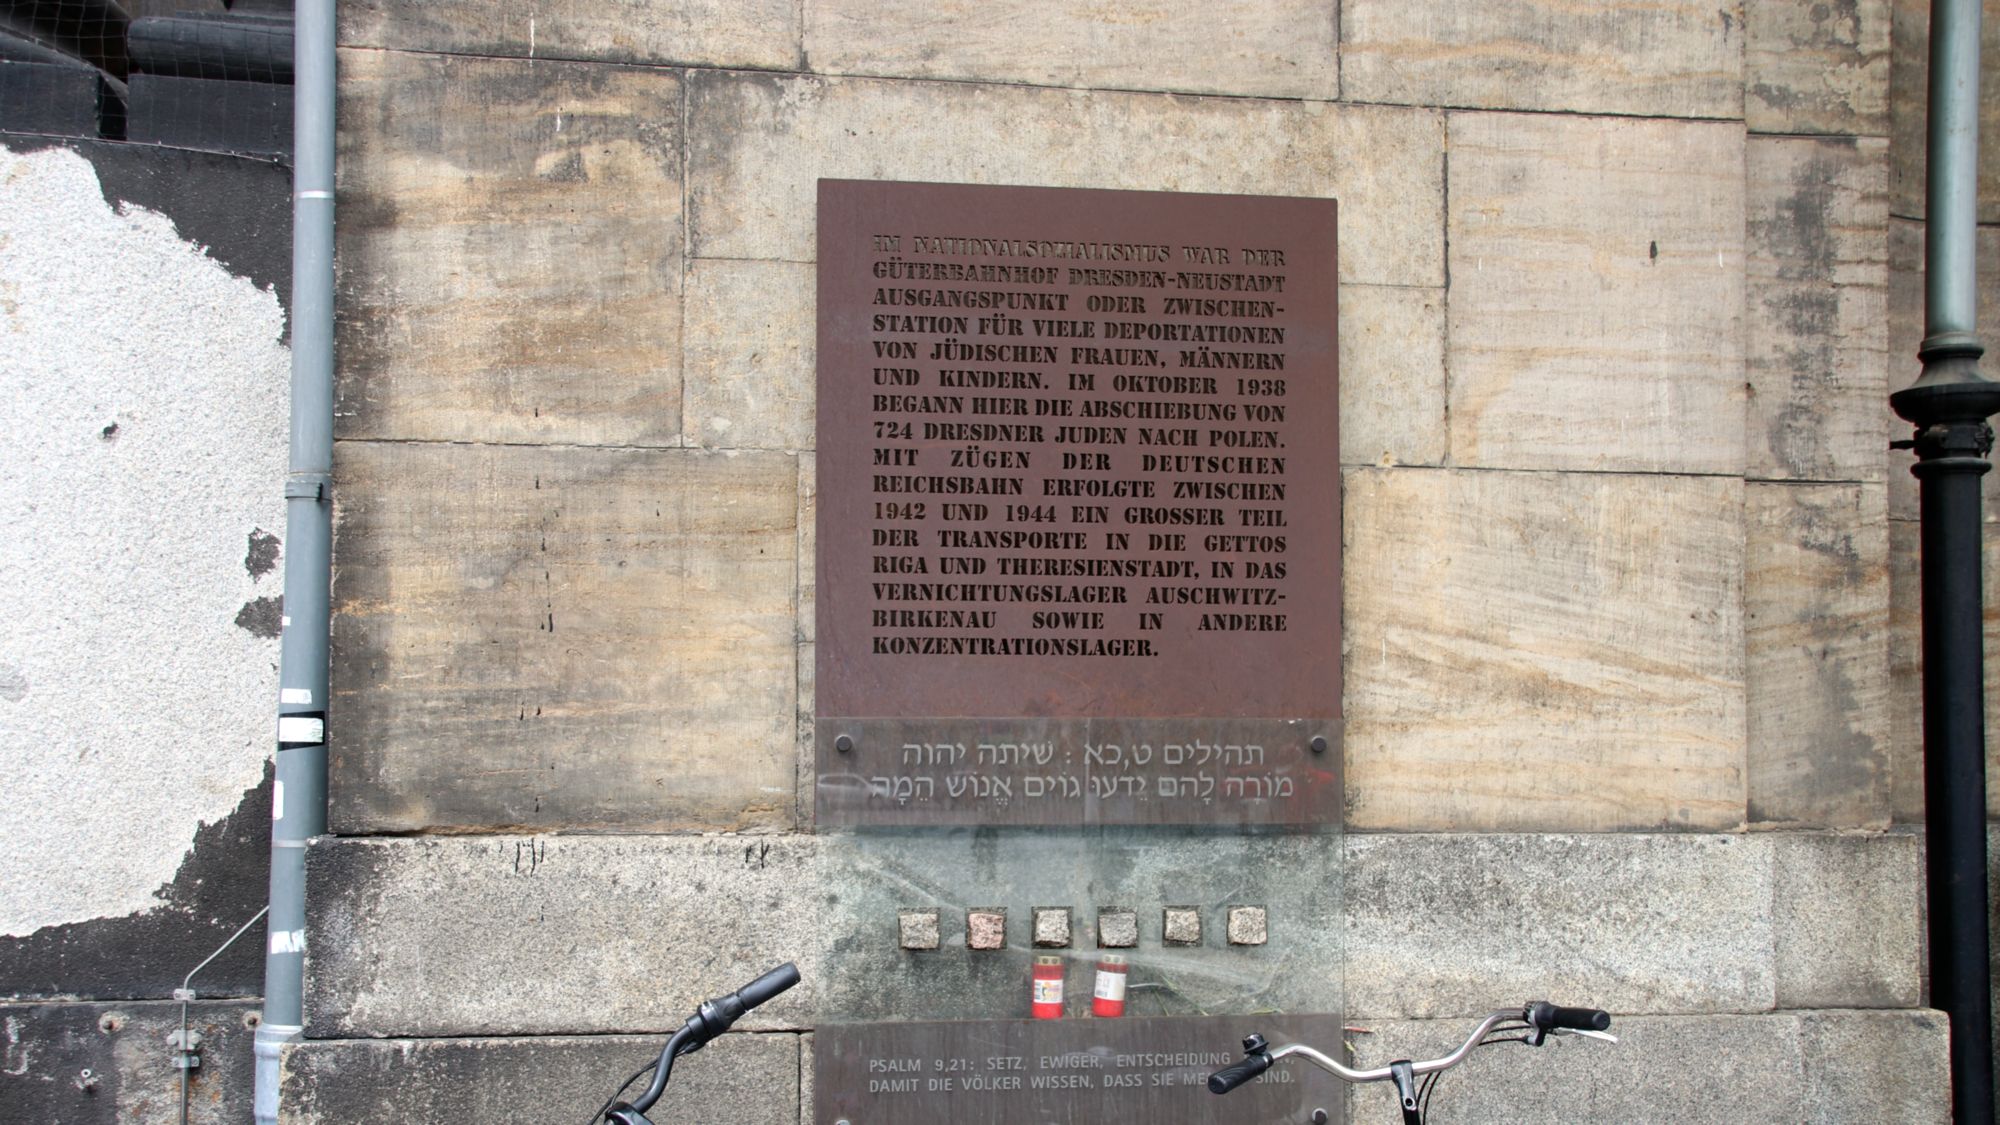 IM NATIONALSOZIALISMUS WAR DER
GÜTERBAHNHOF DRESDEN-NEUSTADT
AUSGANGSPUNKT ODER ZWISCHEN-
STATION FÜR VIELE DEPORTATIONEN
VON JÜDISCHEN FRAUEN, MÄNNERN
UND KINDERN. IM OKTOBER 1938
BEGANN HIER DIE ABSCHIEBUNG VON
724 DRESDNER JUDEN NACH POLEN.
MIT ZÜGEN DER DEUTSCHEN
REICHSBAHN ERFOLGTE ZWISCHEN
1942 UND 1944 EIN GROSSER TEIL
DER TRANSPORTE IN DIE GETTOS
RIGA UND THERESIENSTADT, IN DAS
VERNICHTUNGSLAGER AUSCHWITZ-
BIRKENAU SOWIE IN ANDERE
KONZENTRATIONSLAGER.
תהילים ט,כא : שׁיתה יהוה
מוֹרָה לָהם יֵדעוּ גוֹיִם אֱנוֹשׁ הֵמָה
PSALM 9,21: SETZ, EWIGER, ENTSCHEIDUNG
DAMIT DIE VÖLKER WISSEN, DASS SIE SIND.